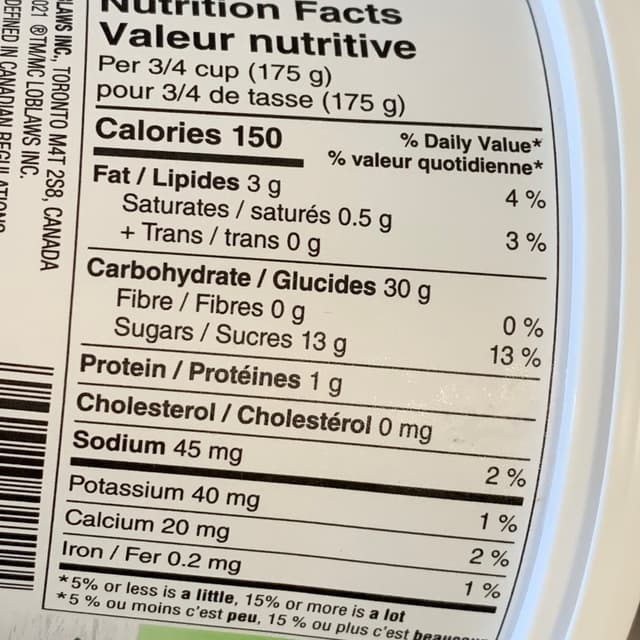 Nutrition Facts
Valeur nutritive
Per 3/4 cup (175 g)
pour 3/4 de tasse (175 g)
Calories 150
% Daily Value*
% valeur quotidienne*
Fat / Lipides 3 g 4 %
Saturates / saturés 0.5 g
+ Trans / trans 0 g 3 %
Carbohydrate / Glucides 30 g
Fibre / Fibres 0 g 0 %
Sugars / Sucres 13 g 13 %
Protein / Protéines 1 g
Cholesterol / Cholestérol 0 mg
Sodium 45 mg 2 %
Potassium 40 mg 1 %
Calcium 20 mg 2 %
Iron / Fer 0.2 mg 1 %
*5% or less is a little, 15% or more is a lot
*5 % ou moins c'est peu, 15 % ou plus c'est
LAWS INC., TORONTO M4T 2S8, CANADA
021 ®TM/MC LOBLAWS INC.
DEFINED IN CANADIAN